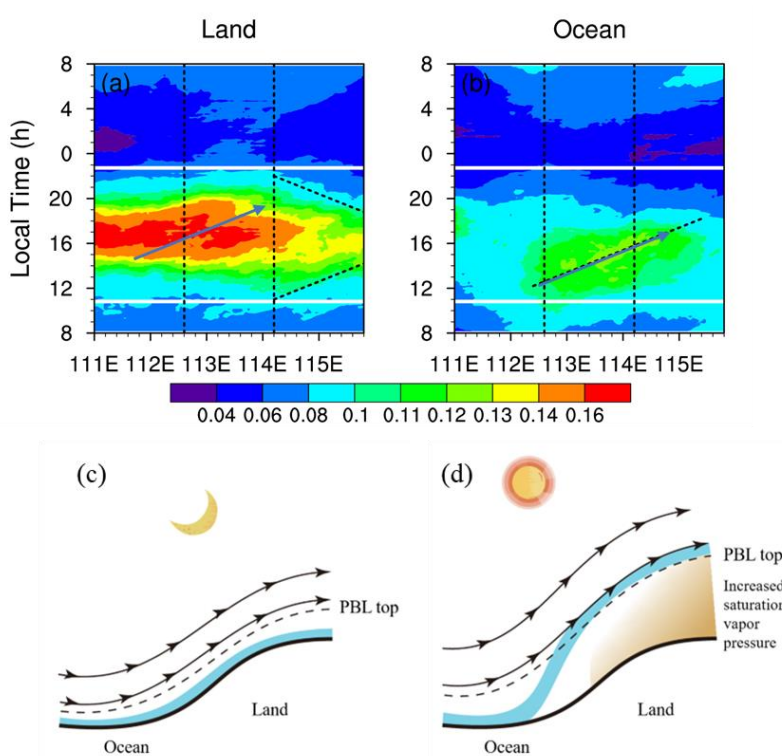 Land
Ocean
Local Time (h)
8
4
0
20
16
12
8
(a)
111E 112E 113E 114E 115E
8
4
0
20
16
12
8
(b)
111E 112E 113E 114E 115E
0.04 0.06 0.08 0.1 0.11 0.12 0.13 0.14 0.16
(c)
PBL top
Land
Ocean
(d)
PBL top
Increased
saturation
vapor
pressure
Land
Ocean